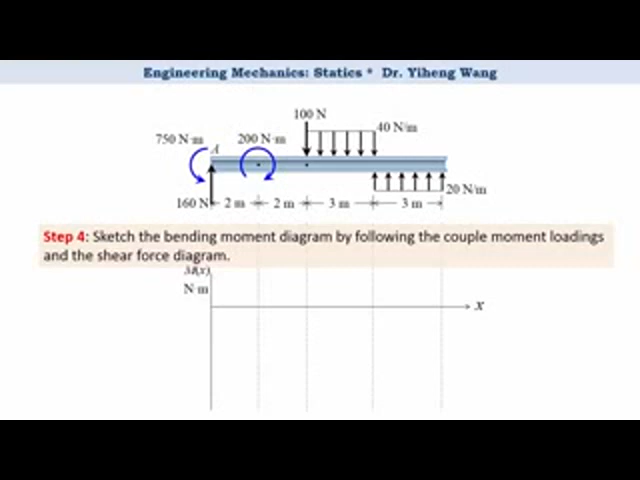 Engineering Mechanics: Statics * Dr. Yiheng Wang
100 N
40 N/m
750 N·m
A
200 N·m
20 N/m
160 N
2 m
2 m
3 m
3 m
Step 4: Sketch the bending moment diagram by following the couple moment loadings
and the shear force diagram.
M(x)
N·m
x